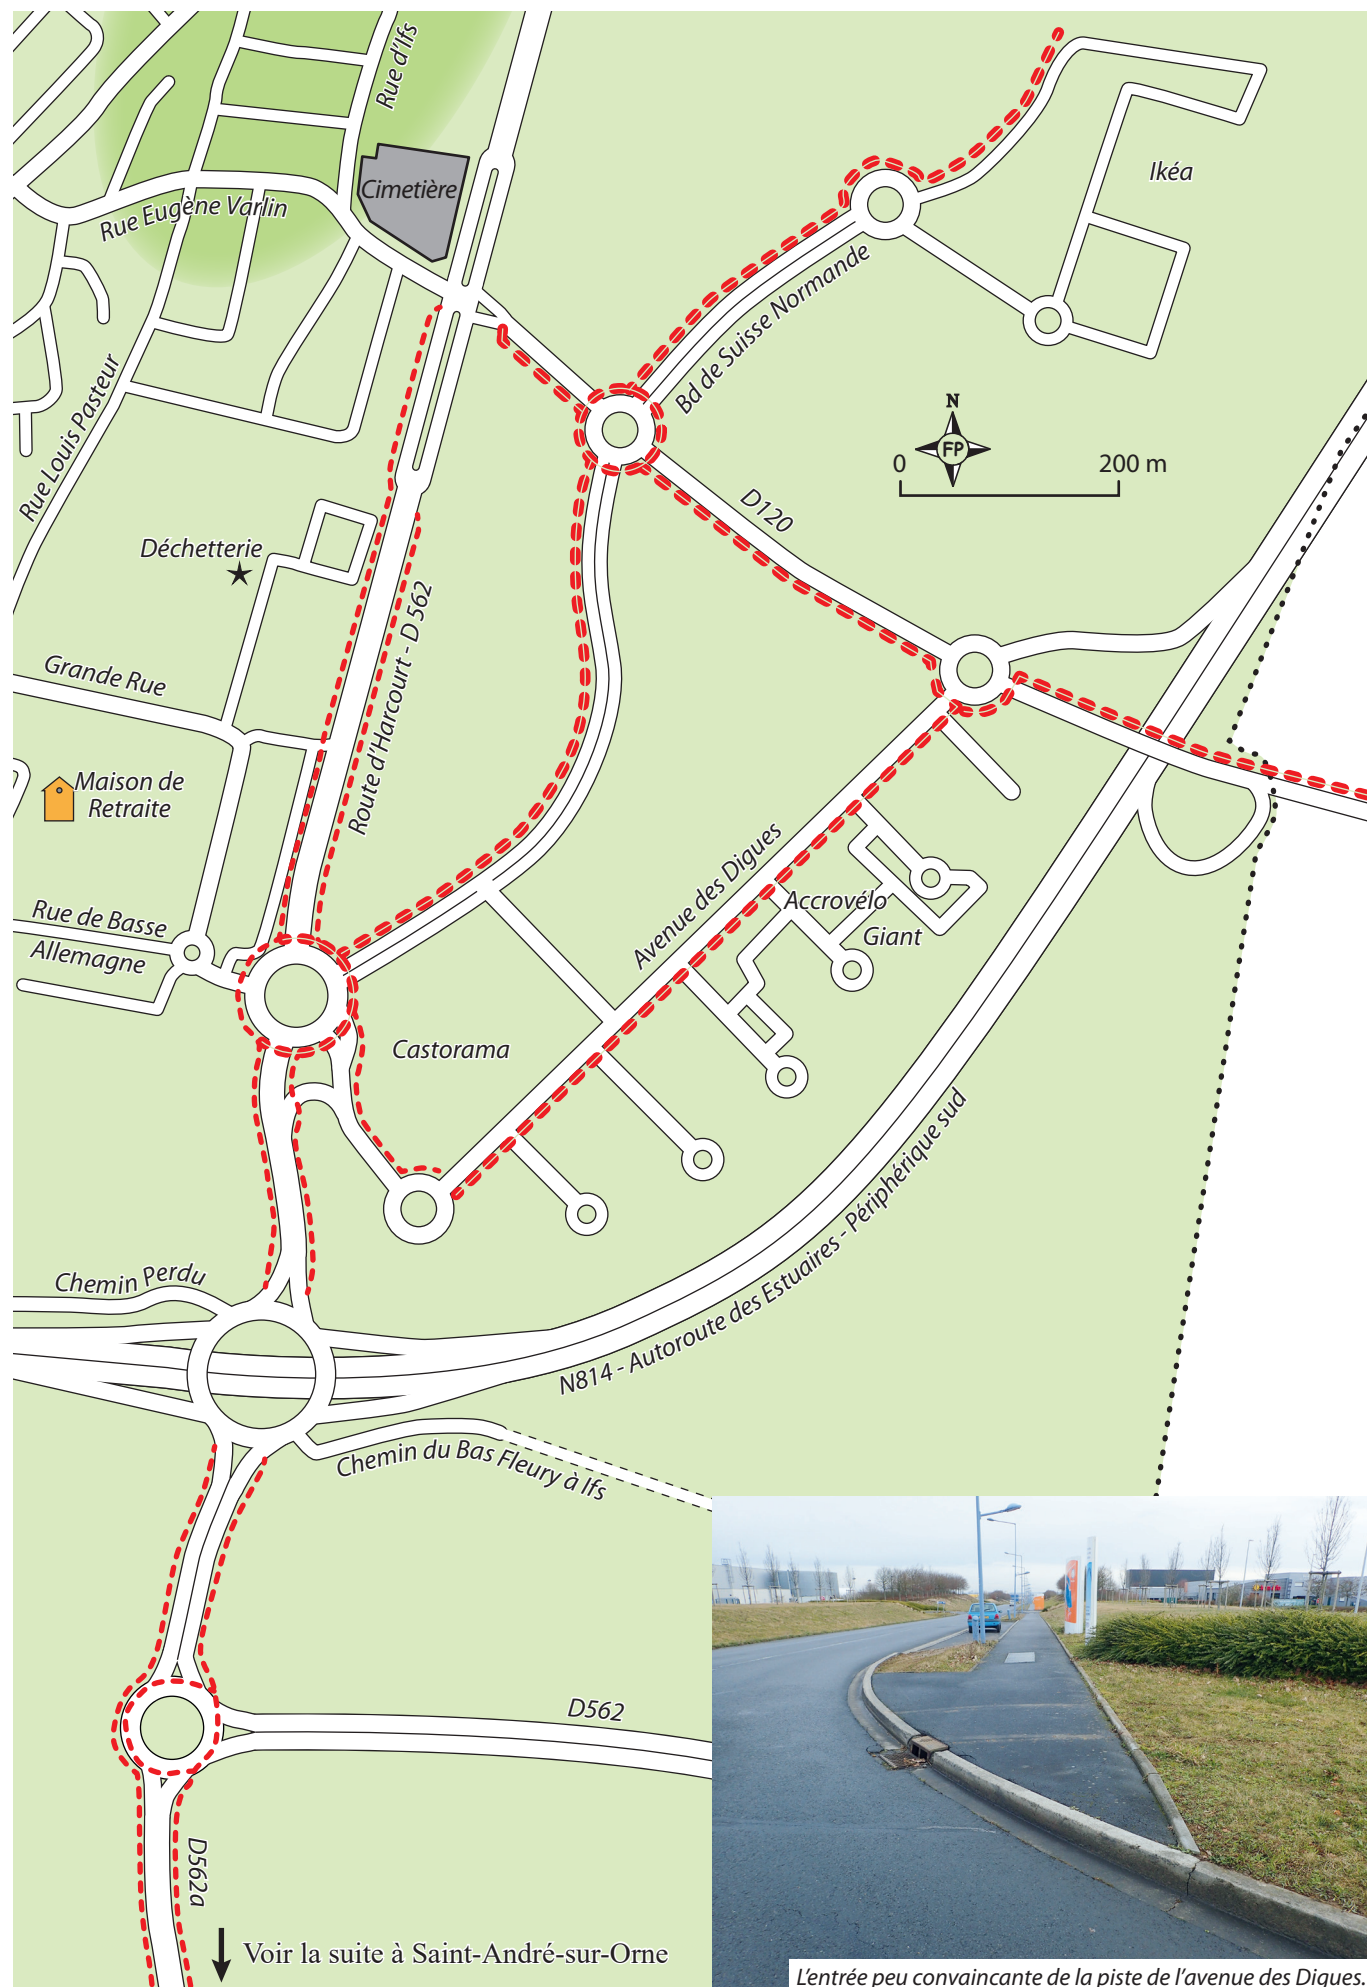 Rue d'Ifs
Cimetière
Ikéa
Rue Eugène Varlin
Bd de Suisse Normande
Rue Louis Pasteur
N
FP
0
200 m
D120
Déchetterie
Route d'Harcourt - D 562
Grande Rue
Maison de
Retraite
Avenue des Digues
Accrovélo
Giant
Rue de Basse
Allemagne
Castorama
N814 - Autoroute des Estuaires - Périphérique sud
Chemin Perdu
Chemin du Bas Fleury à Ifs
D562
D562a
Voir la suite à Saint-André-sur-Orne
L'entrée peu convaincante de la piste de l'avenue des Digues.